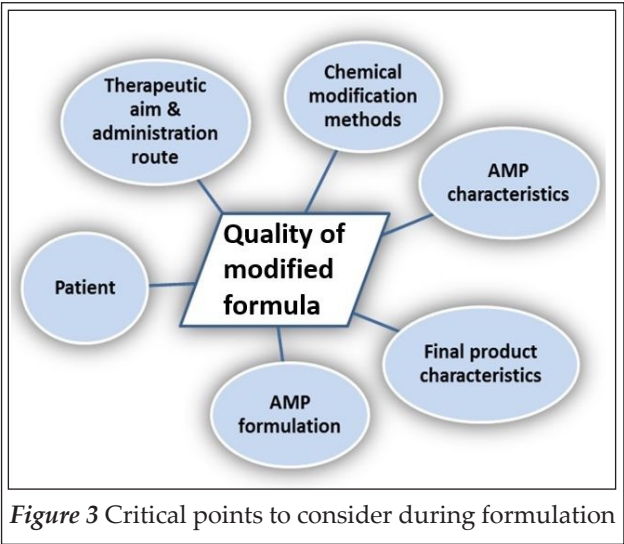 Therapeutic
aim &
administration
route
Chemical
modification
methods
AMP
characteristics
Quality of
modified
formula
Patient
Final product
characteristics
AMP
formulation
Figure 3 Critical points to consider during formulation